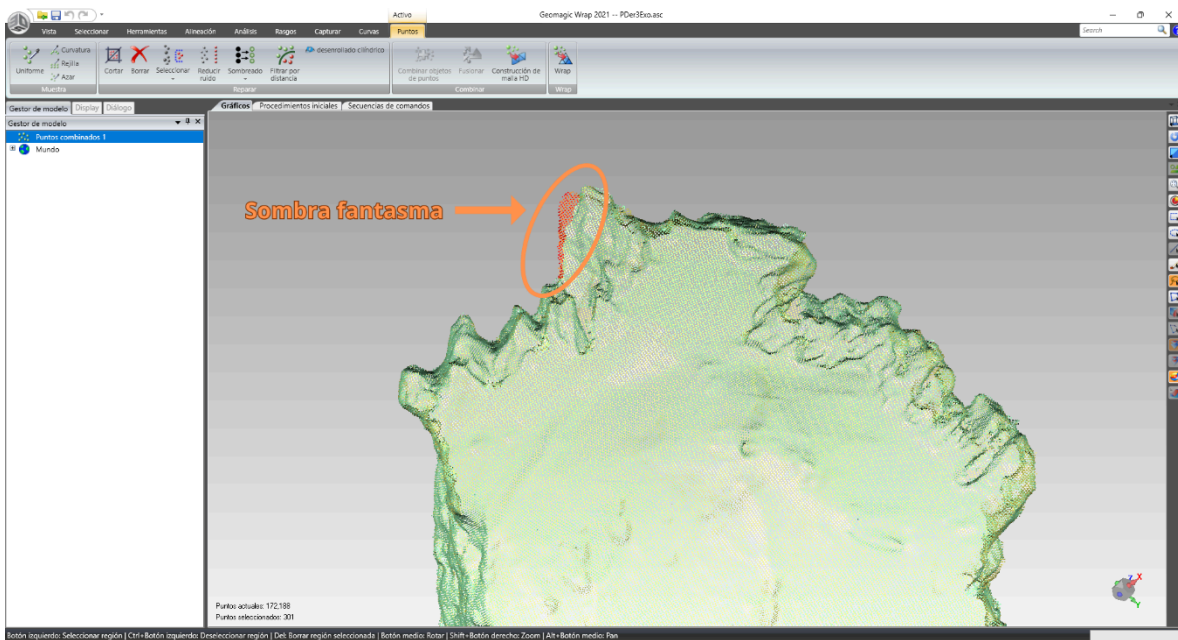 Activo
Geomagic Wrap 2021 -- PDer3Exo.asc
Vista Seleccionar Herramientas Alineación Análisis Rasgos Capturar Curvas Puntos
Search
Uniforme
Curvatura
Rejilla
Azar
Muestra
Cortar
Borrar
Seleccionar
Reducir ruido
Sombreado
Filtrar por distancia
desenrollado cilíndrico
Reparar
Combinar objetos de puntos
Fusionar
Construcción de malla HD
Combinar
Wrap
Wrap
Gestor de modelo Display Diálogo
Gráficos Procedimientos iniciales Secuencias de comandos
Gestor de modelo
Puntos combinados 1
Mundo
Sombra fantasma
X
Z
Y
Puntos actuales: 172,188
Puntos seleccionados: 301
Botón izquierdo: Seleccionar región | Ctrl+Botón izquierdo: Deseleccionar región | Del: Borrar región seleccionada | Botón medio: Rotar | Shift+Botón derecho: Zoom | Alt+Botón medio: Pan